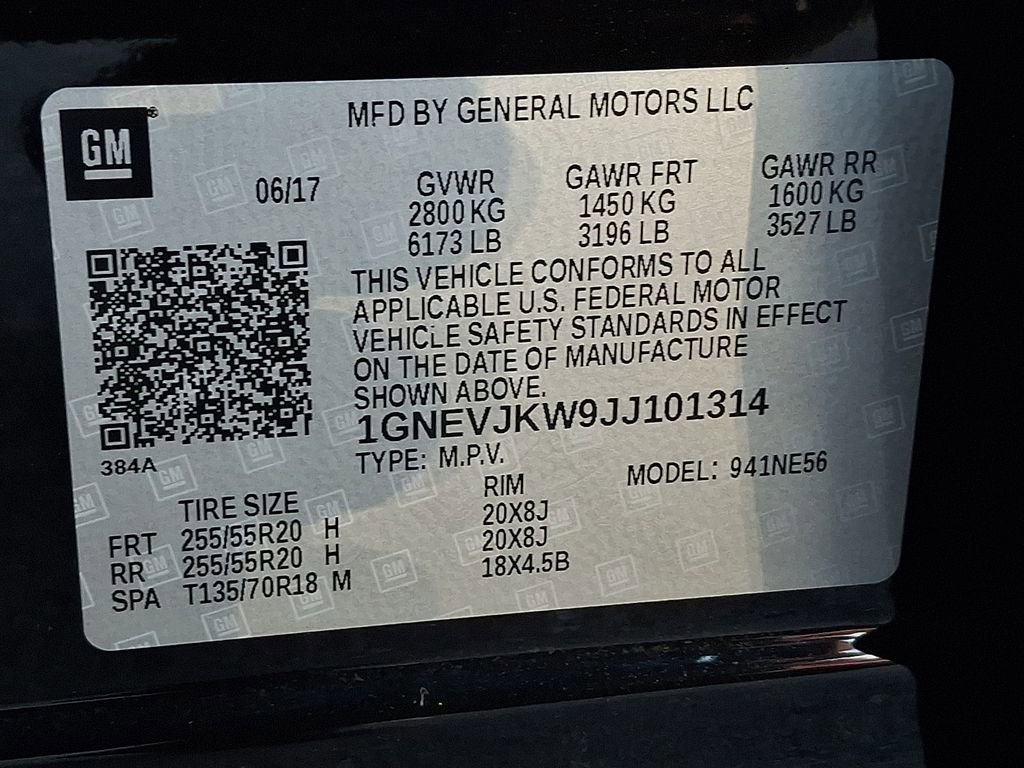 GM
MFD BY GENERAL MOTORS LLC
06/17 GVWR GAWR FRT GAWR RR
2800 KG 1450 KG 1600 KG
6173 LB 3196 LB 3527 LB
THIS VEHICLE CONFORMS TO ALL
APPLICABLE U.S. FEDERAL MOTOR
VEHICLE SAFETY STANDARDS IN EFFECT
ON THE DATE OF MANUFACTURE
SHOWN ABOVE.
1GNEVJKW9JJ101314
384A
TYPE: M.P.V. MODEL: 941NE56
TIRE SIZE RIM
FRT 255/55R20 H 20X8J
RR 255/55R20 H 20X8J
SPA T135/70R18 M 18X4.5B